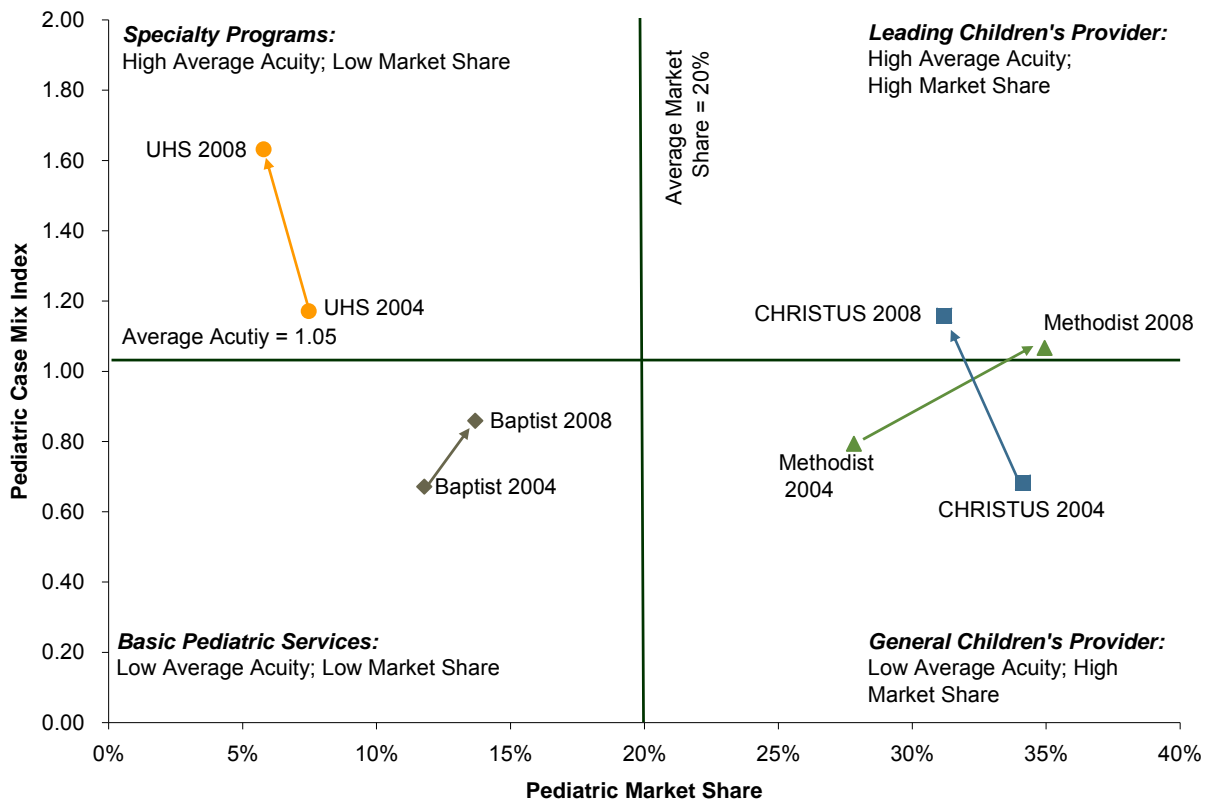 2.00
1.80
1.60
1.40
1.20
1.00
0.80
0.60
0.40
0.20
0.00
Pediatric Case Mix Index
Specialty Programs:
High Average Acuity; Low Market Share
Average Market
Share = 20%
Leading Children's Provider:
High Average Acuity;
High Market Share
UHS 2008
UHS 2004
Average Acutiy = 1.05
CHRISTUS 2008
Methodist 2008
Baptist 2008
Baptist 2004
Methodist
2004
CHRISTUS 2004
Basic Pediatric Services:
Low Average Acuity; Low Market Share
General Children's Provider:
Low Average Acuity; High
Market Share
0% 5% 10% 15% 20% 25% 30% 35% 40%
Pediatric Market Share